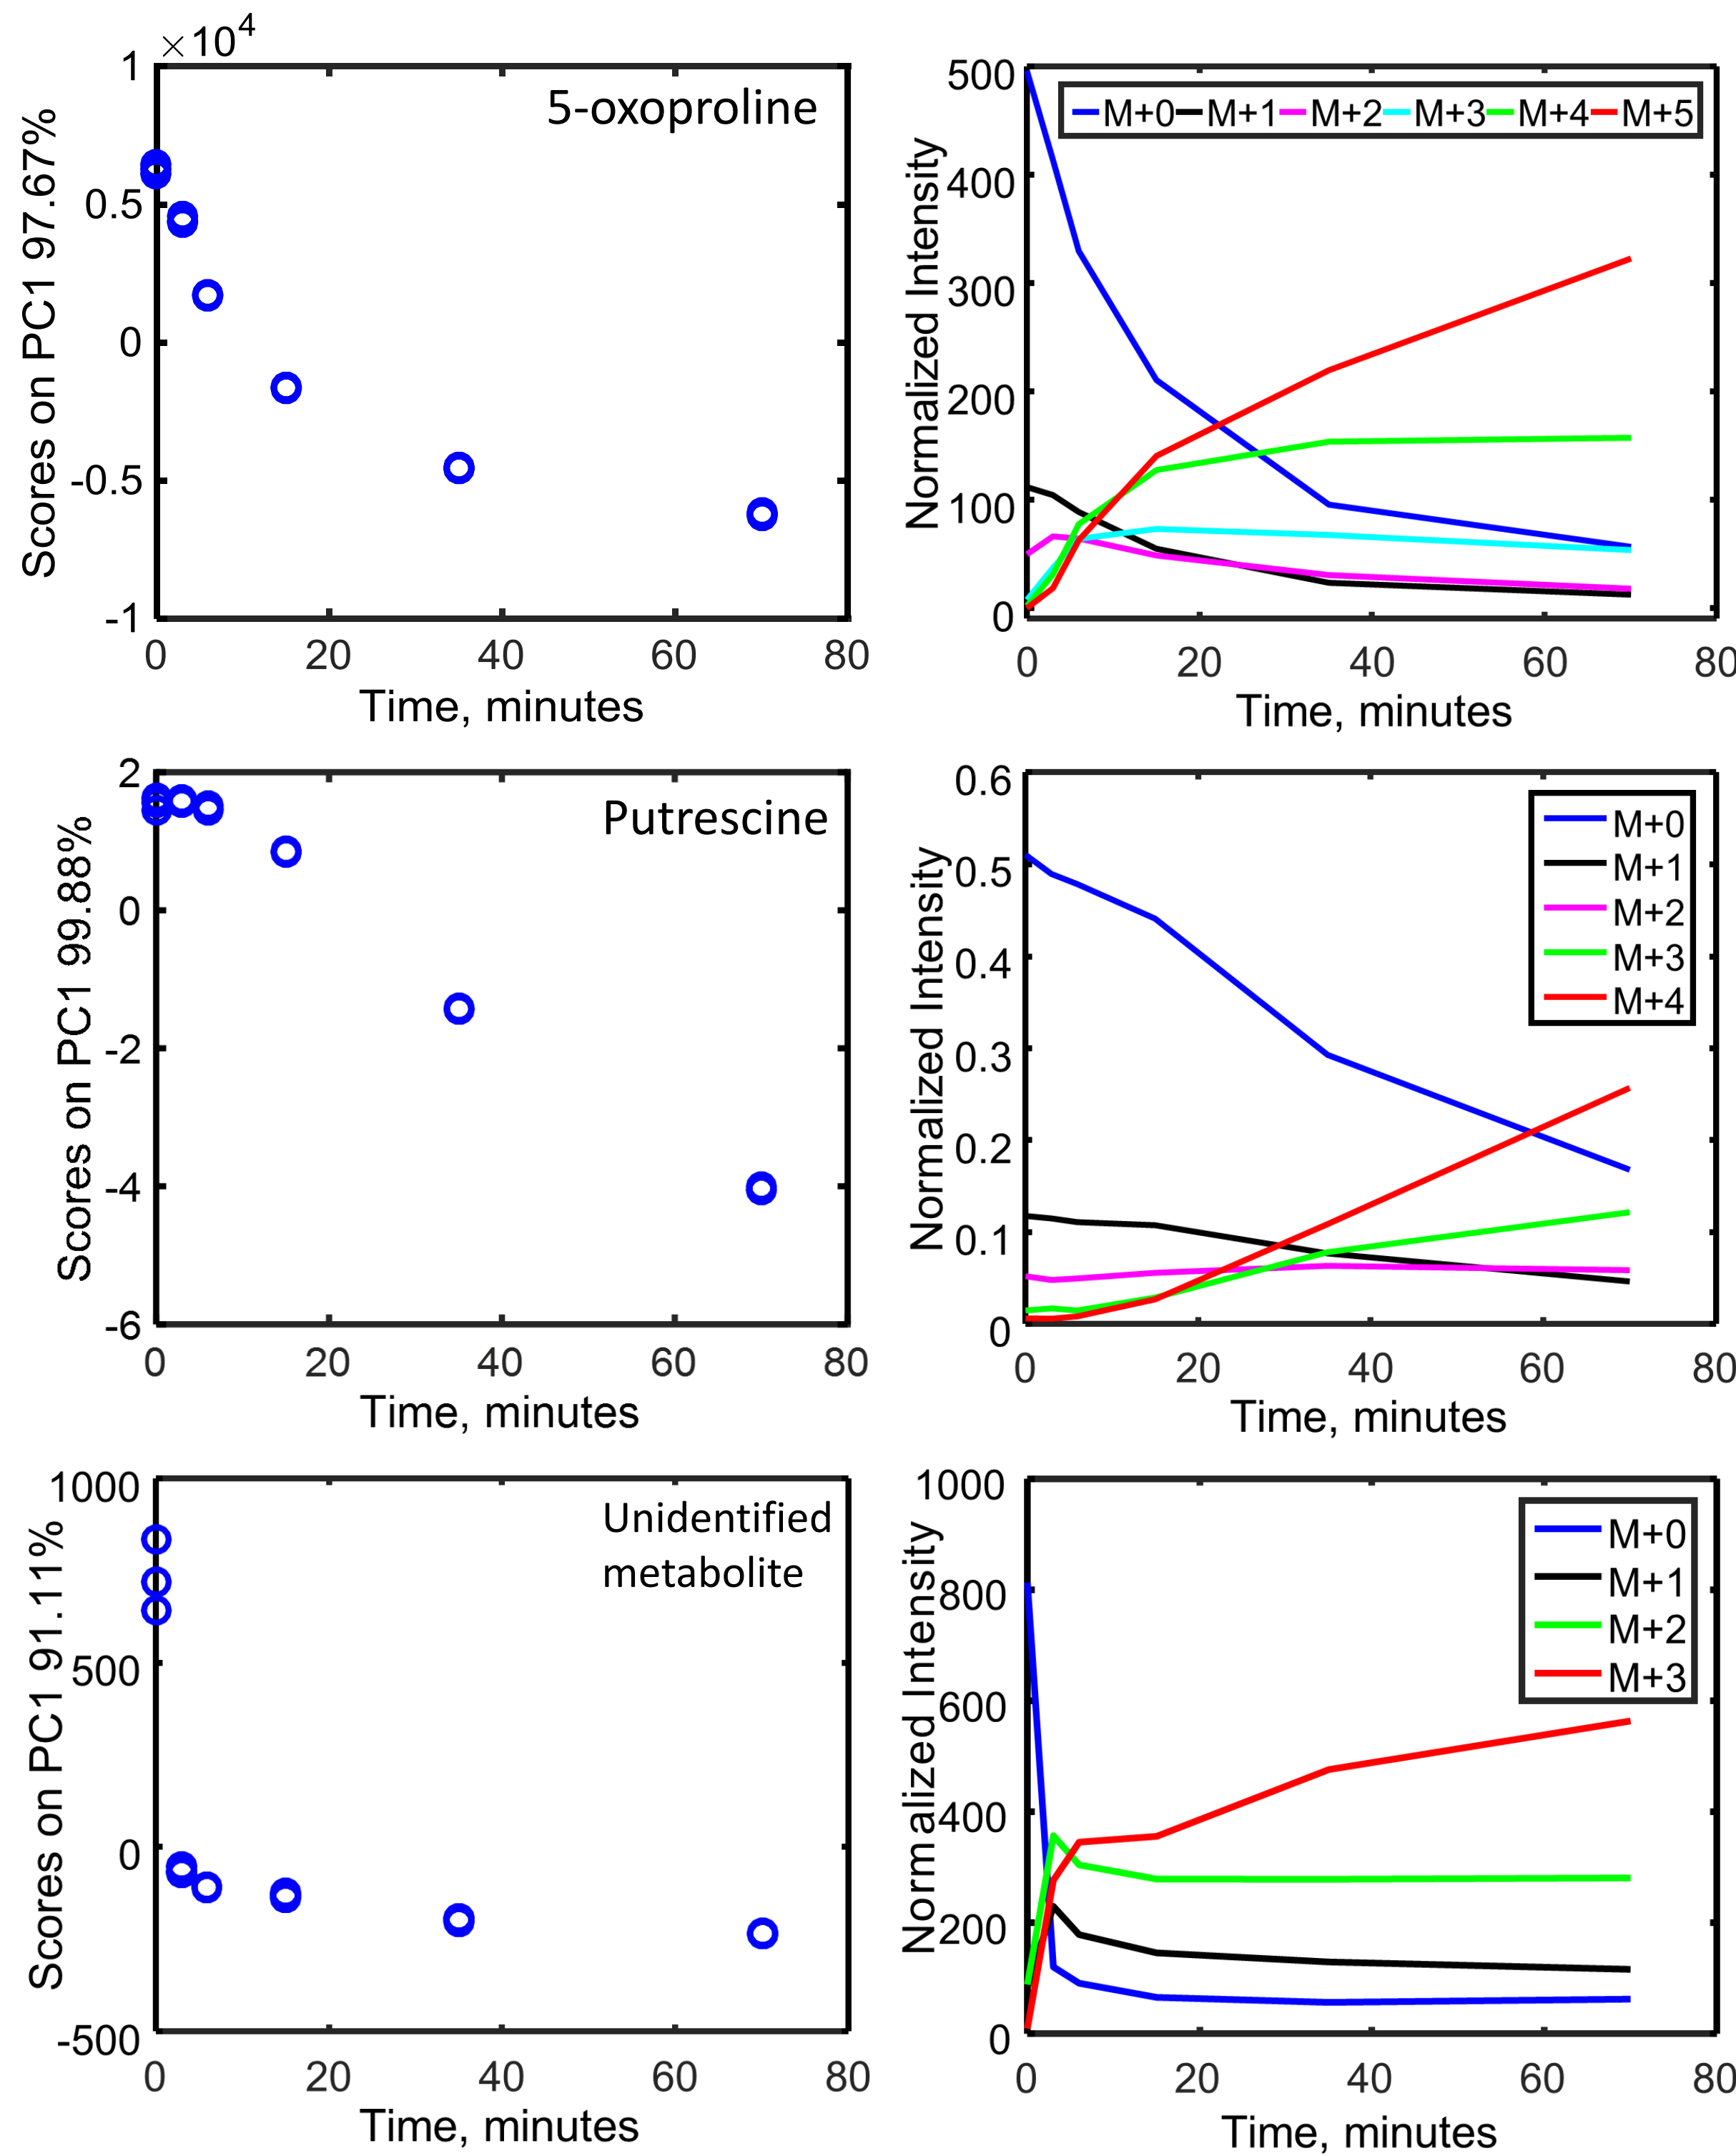 ×10⁴
1
0.5
0
-0.5
-1
Scores on PC1 97.67%
5-oxoproline
0 20 40 60 80
Time, minutes
500
400
300
200
100
0
Normalized Intensity
M+0 M+1 M+2 M+3 M+4 M+5
0 20 40 60 80
Time, minutes
2
0
-2
-4
-6
Scores on PC1 99.88%
Putrescine
0 20 40 60 80
Time, minutes
0.6
0.5
0.4
0.3
0.2
0.1
0
Normalized Intensity
M+0
M+1
M+2
M+3
M+4
0 20 40 60 80
Time, minutes
1000
500
0
-500
Scores on PC1 91.11%
Unidentified
metabolite
0 20 40 60 80
Time, minutes
1000
800
600
400
200
0
Normalized Intensity
M+0
M+1
M+2
M+3
0 20 40 60 80
Time, minutes